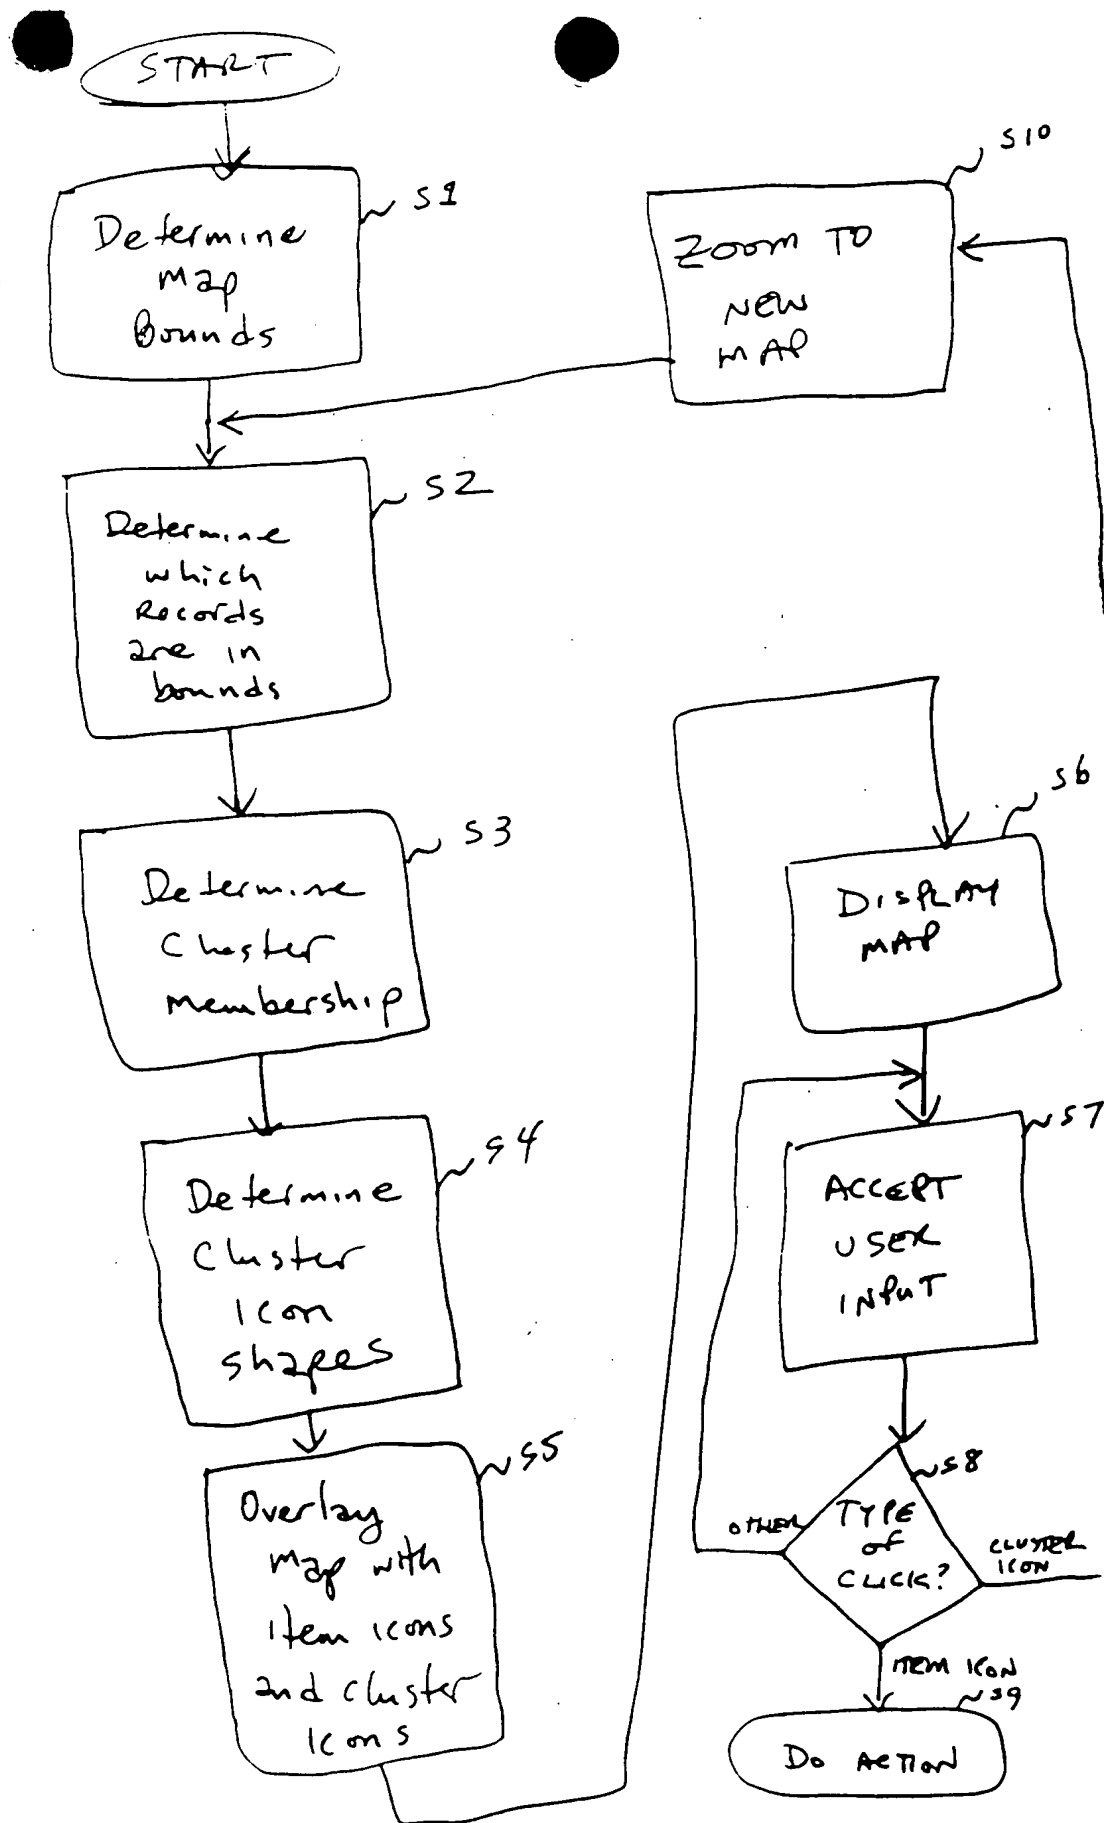 START
S1
Determine
Map
Bounds
S10
ZOOM TO
NEW
MAP
S2
Determine
which
Records
are in
bounds
S3
Determine
Cluster
Membership
S4
Determine
Cluster
Icon
Shapes
S5
Overlay
Map with
Item Icons
and Cluster
Icons
S6
DISPLAY
MAP
S7
ACCEPT
USER
INPUT
S8
TYPE
OF
CLICK?
OTHER
CLUSTER
ICON
ITEM ICON
S9
DO ACTION